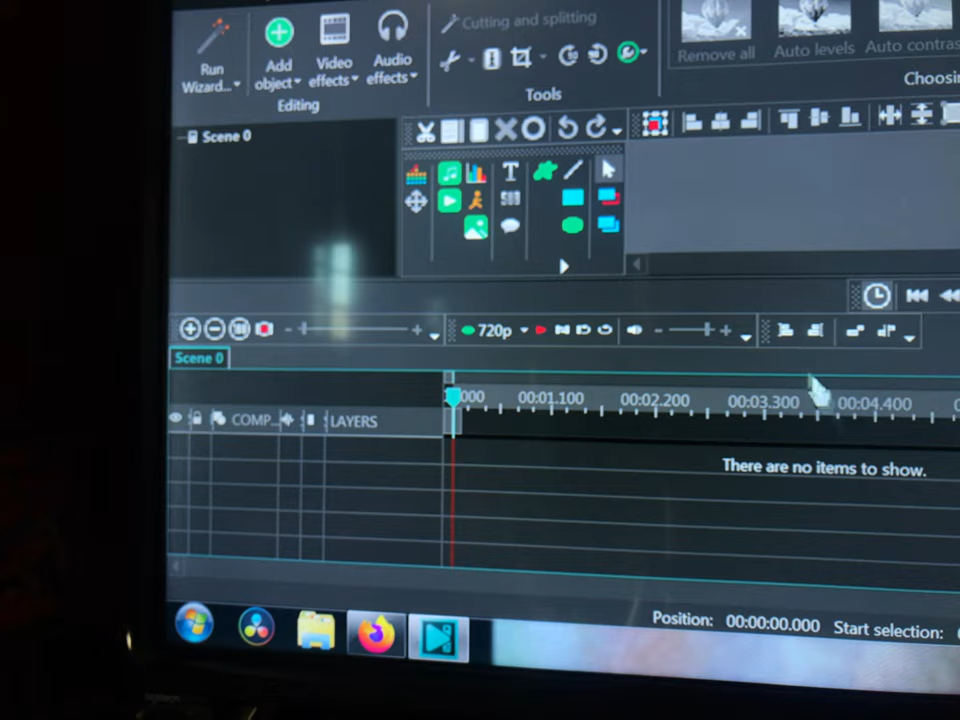 Cutting and splitting
Run
Wizard...
Add
object
Video
effects
Audio
effects
Remove all
Auto levels
Auto contras
Editing
Tools
Choosin
Scene 0
T
720p
Scene 0
000
00:01.100
00:02.200
00:03.300
00:04.400
COMP...
LAYERS
There are no items to show.
Position: 00:00:00.000 Start selection: